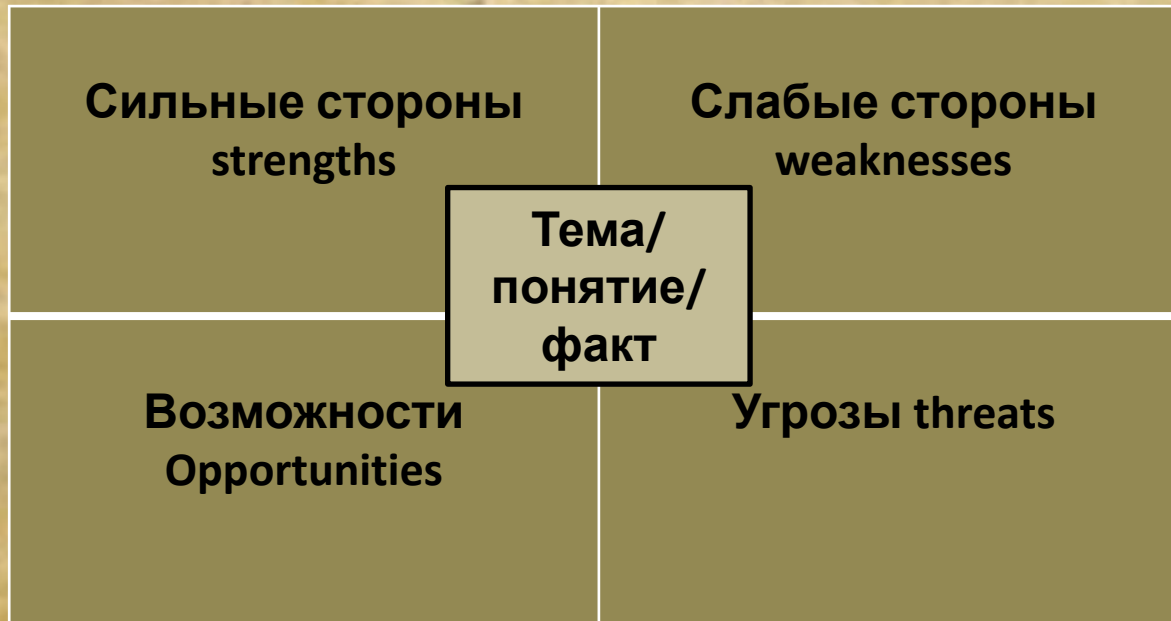 Сильные стороны
strengths
Слабые стороны
weaknesses
Тема/
понятие/
факт
Возможности
Opportunities
Угрозы threats